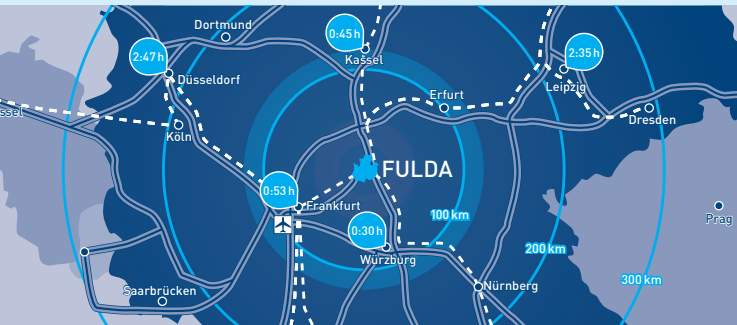 Dortmund
0:45 h
Kassel
2:47 h
Düsseldorf
2:35 h
Leipzig
Erfurt
Dresden
ssel
Köln
FULDA
0:53 h
Frankfurt
100 km
Prag
0:30 h
Würzburg
200 km
300 km
Saarbrücken
Nürnberg